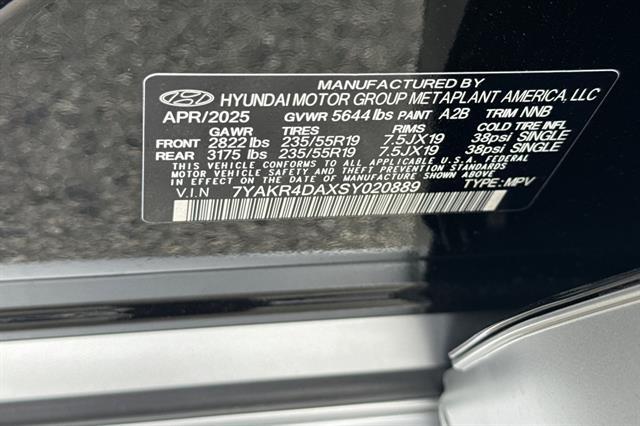 MANUFACTURED BY
HYUNDAI MOTOR GROUP METAPLANT AMERICA, LLC
APR/2025 GVWR 5644 lbs PAINT A2B TRIM NNB
GAWR TIRES RIMS COLD TIRE INFL
FRONT 2822 lbs 235/55R19 7.5JX19 38psi SINGLE
REAR 3175 lbs 235/55R19 7.5JX19 38psi SINGLE
THIS VEHICLE CONFORMS TO ALL APPLICABLE U.S.A. FEDERAL
MOTOR VEHICLE SAFETY AND THEFT PREVENTION STANDARDS
IN EFFECT ON THE DATE OF MANUFACTURE SHOWN ABOVE.
V.I.N 7YAKR4DAXSY020889 TYPE:MPV